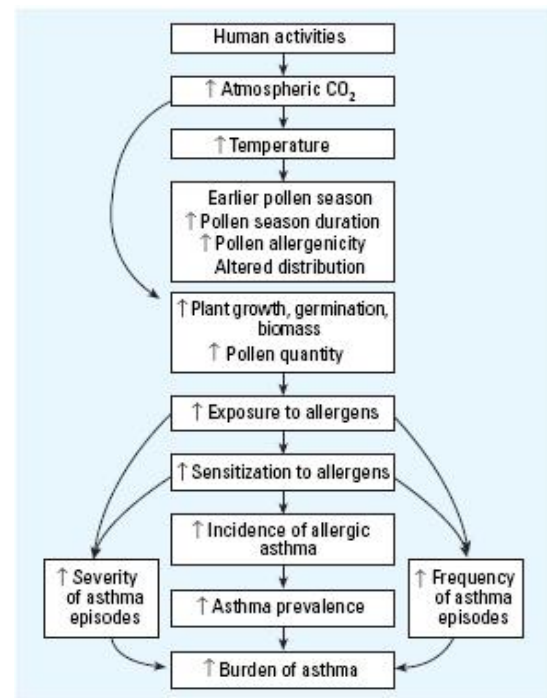 Human activities
↑ Atmospheric CO₂
↑ Temperature
Earlier pollen season
↑ Pollen season duration
↑ Pollen allergenicity
Altered distribution
↑ Plant growth, germination,
biomass
↑ Pollen quantity
↑ Exposure to allergens
↑ Sensitization to allergens
↑ Incidence of allergic
asthma
↑ Severity
of asthma
episodes
↑ Asthma prevalence
↑ Frequency
of asthma
episodes
↑ Burden of asthma